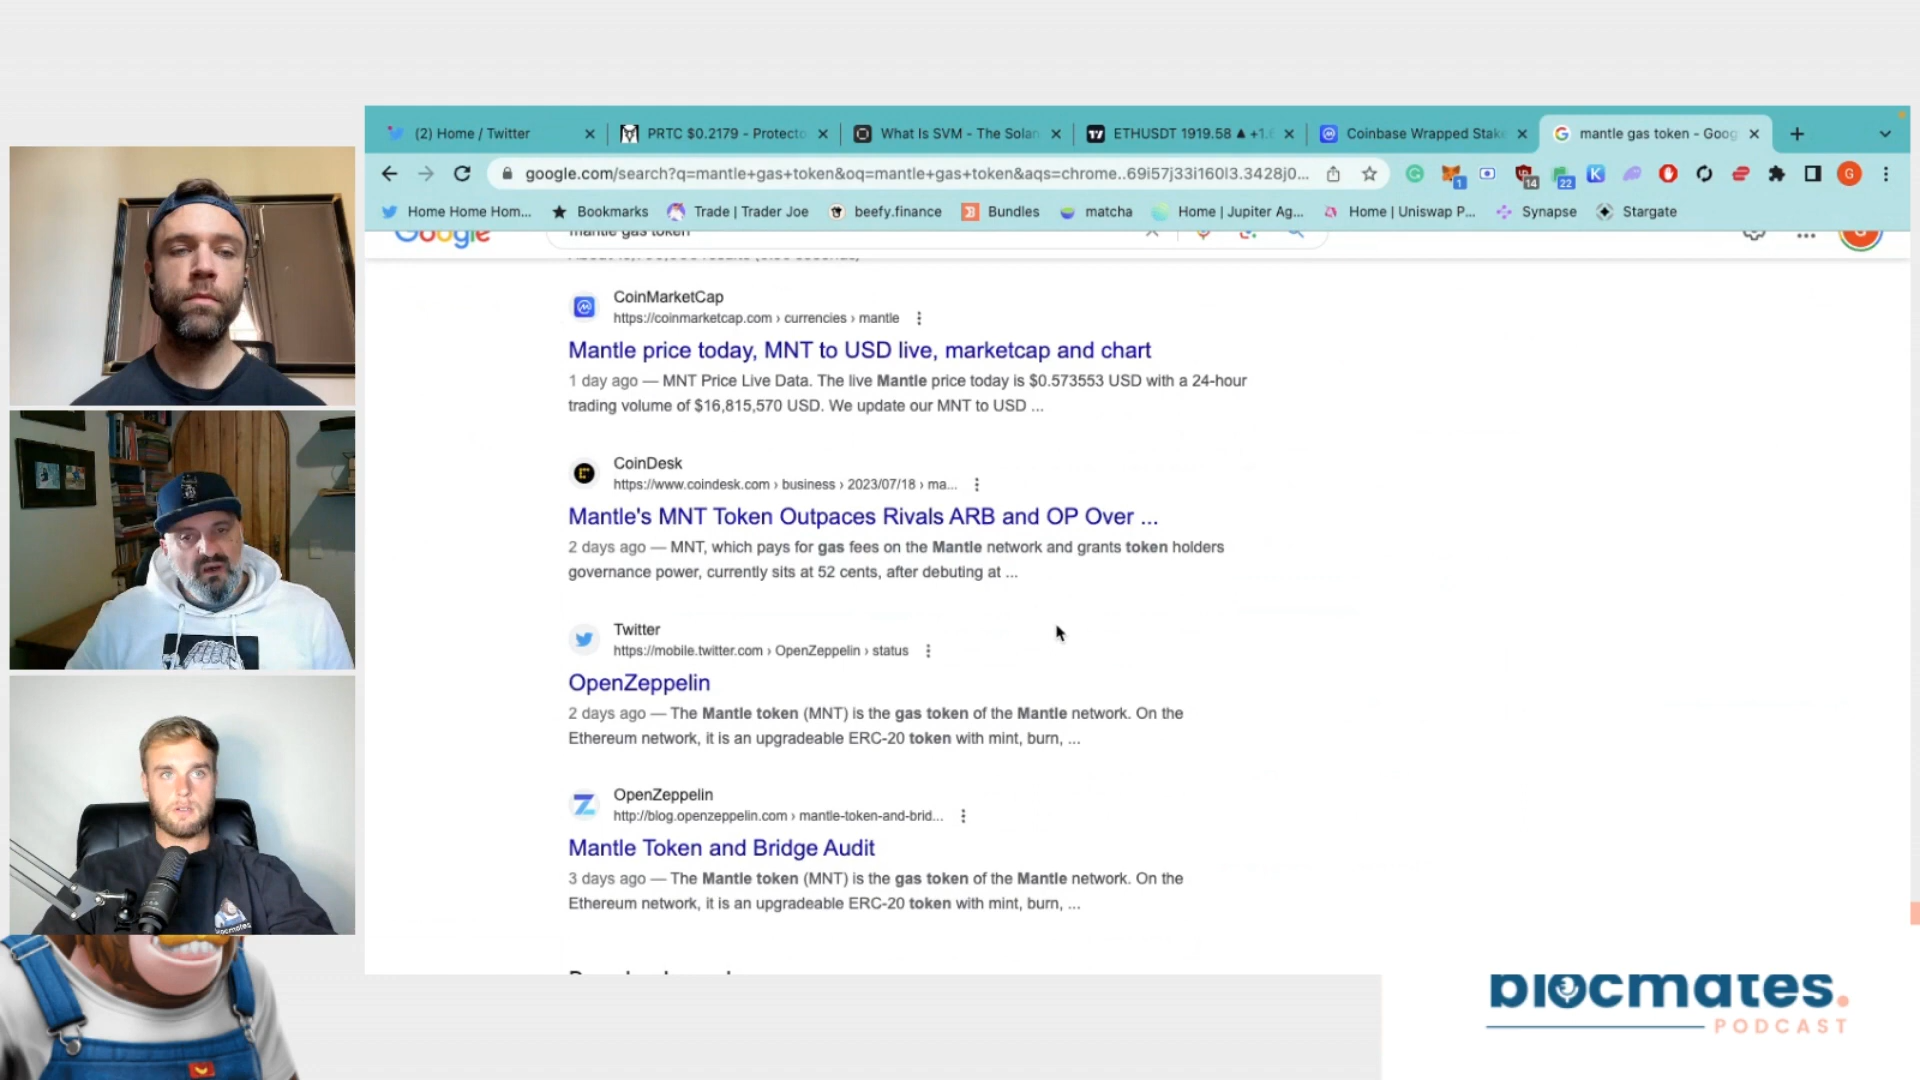 (2) Home / Twitter
PRTC $0.2179 - Protecto
What Is SVM - The Solan
ETHUSDT 1919.58 ▲ +1.
Coinbase Wrapped Stak
mantle gas token - Goog
google.com/search?q=mantle+gas+token&oq=mantle+gas+token&aqs=chrome..69i57j33i160l3.3428j0...
1
14
22
K
G
Home Home Hom...
Bookmarks
Trade | Trader Joe
beefy.finance
Bundles
matcha
Home | Jupiter Ag...
Home | Uniswap P...
Synapse
Stargate
Google
mantle gas token
CoinMarketCap
https://coinmarketcap.com › currencies › mantle
Mantle price today, MNT to USD live, marketcap and chart
1 day ago — MNT Price Live Data. The live Mantle price today is $0.573553 USD with a 24-hour
trading volume of $16,815,570 USD. We update our MNT to USD ...
CoinDesk
https://www.coindesk.com › business › 2023/07/18 › ma...
Mantle's MNT Token Outpaces Rivals ARB and OP Over ...
2 days ago — MNT, which pays for gas fees on the Mantle network and grants token holders
governance power, currently sits at 52 cents, after debuting at ...
Twitter
https://mobile.twitter.com › OpenZeppelin › status
OpenZeppelin
2 days ago — The Mantle token (MNT) is the gas token of the Mantle network. On the
Ethereum network, it is an upgradeable ERC-20 token with mint, burn, ...
OpenZeppelin
http://blog.openzeppelin.com › mantle-token-and-brid...
Mantle Token and Bridge Audit
3 days ago — The Mantle token (MNT) is the gas token of the Mantle network. On the
Ethereum network, it is an upgradeable ERC-20 token with mint, burn, ...
blocmates
blocmates.
PODCAST